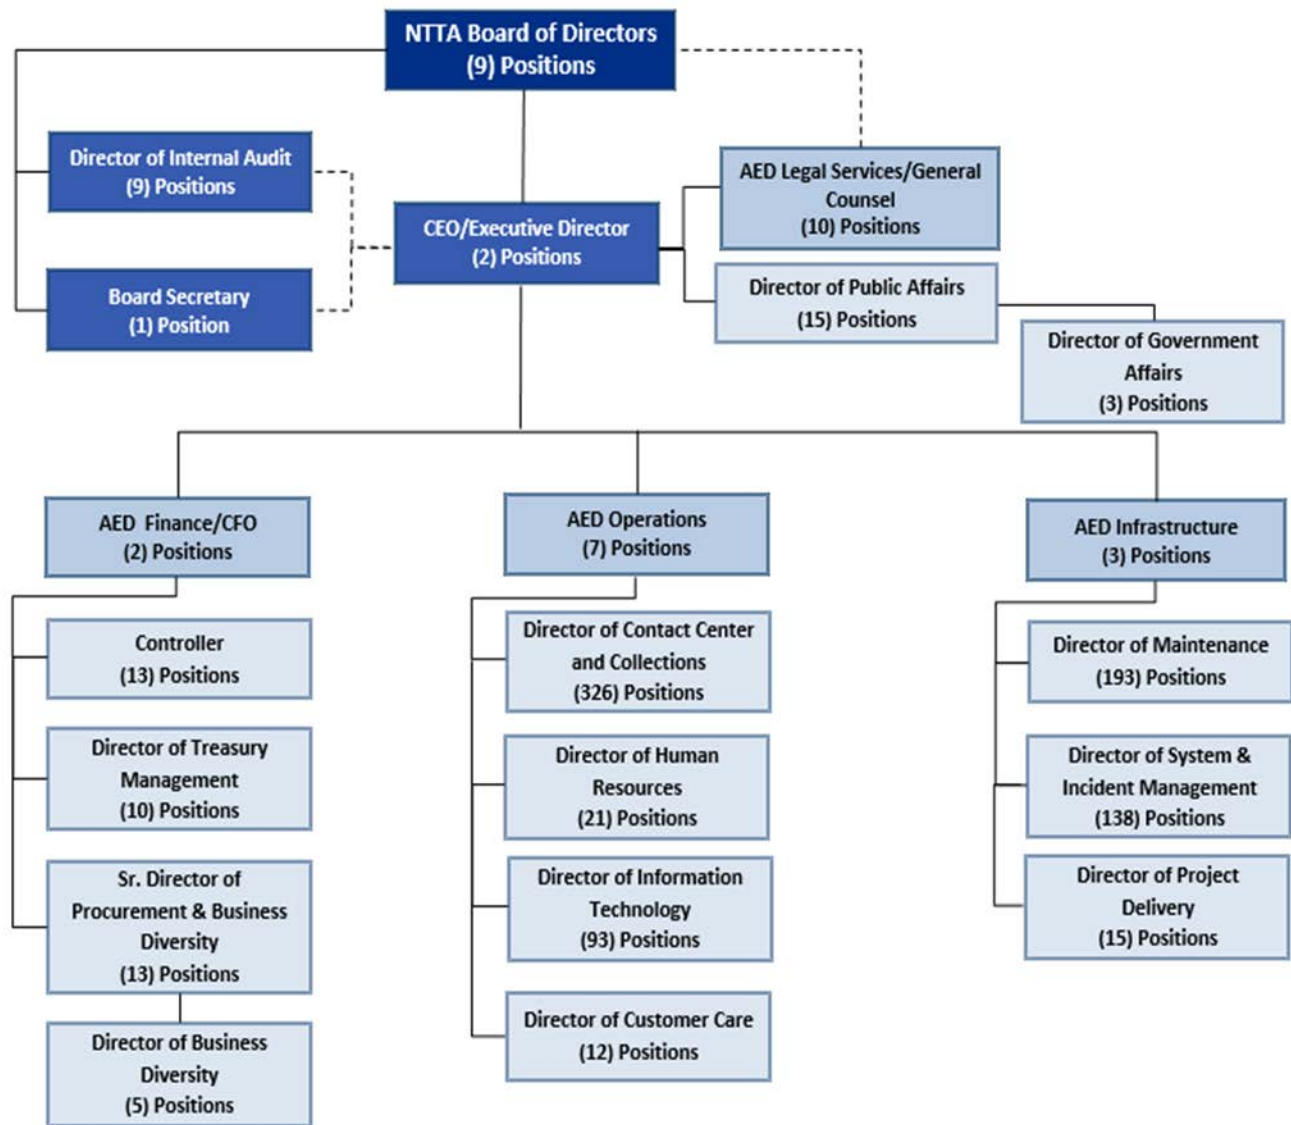 NTTA Board of Directors
(9) Positions
Director of Internal Audit
(9) Positions
Board Secretary
(1) Position
CEO/Executive Director
(2) Positions
AED Legal Services/General
Counsel
(10) Positions
Director of Public Affairs
(15) Positions
Director of Government
Affairs
(3) Positions
AED Finance/CFO
(2) Positions
Controller
(13) Positions
Director of Treasury
Management
(10) Positions
Sr. Director of
Procurement & Business
Diversity
(13) Positions
Director of Business
Diversity
(5) Positions
AED Operations
(7) Positions
Director of Contact Center
and Collections
(326) Positions
Director of Human
Resources
(21) Positions
Director of Information
Technology
(93) Positions
Director of Customer Care
(12) Positions
AED Infrastructure
(3) Positions
Director of Maintenance
(193) Positions
Director of System &
Incident Management
(138) Positions
Director of Project
Delivery
(15) Positions